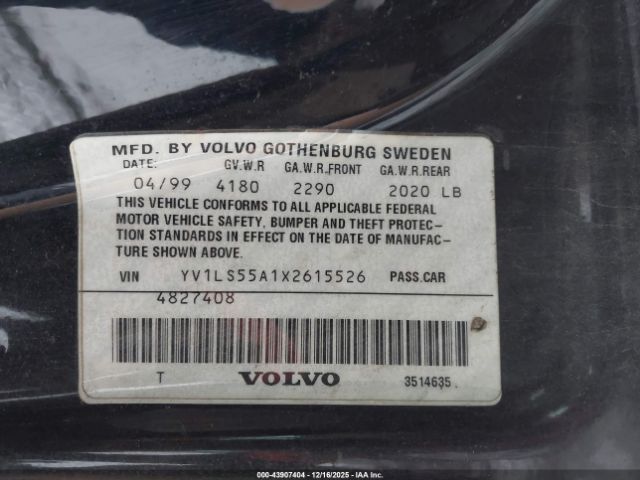 MFD. BY VOLVO GOTHENBURG SWEDEN
DATE: GV.W.R GA.W.R.FRONT GA.W.R.REAR
04/99 4180 2290 2020 LB
THIS VEHICLE CONFORMS TO ALL APPLICABLE FEDERAL
MOTOR VEHICLE SAFETY, BUMPER AND THEFT PROTEC-
TION STANDARDS IN EFFECT ON THE DATE OF MANUFAC-
TURE SHOWN ABOVE.
VIN YV1LS55A1X2615526 PASS.CAR
4827408
T VOLVO 3514635.
000-43907404 - 12/16/2025 - IAAI.COM